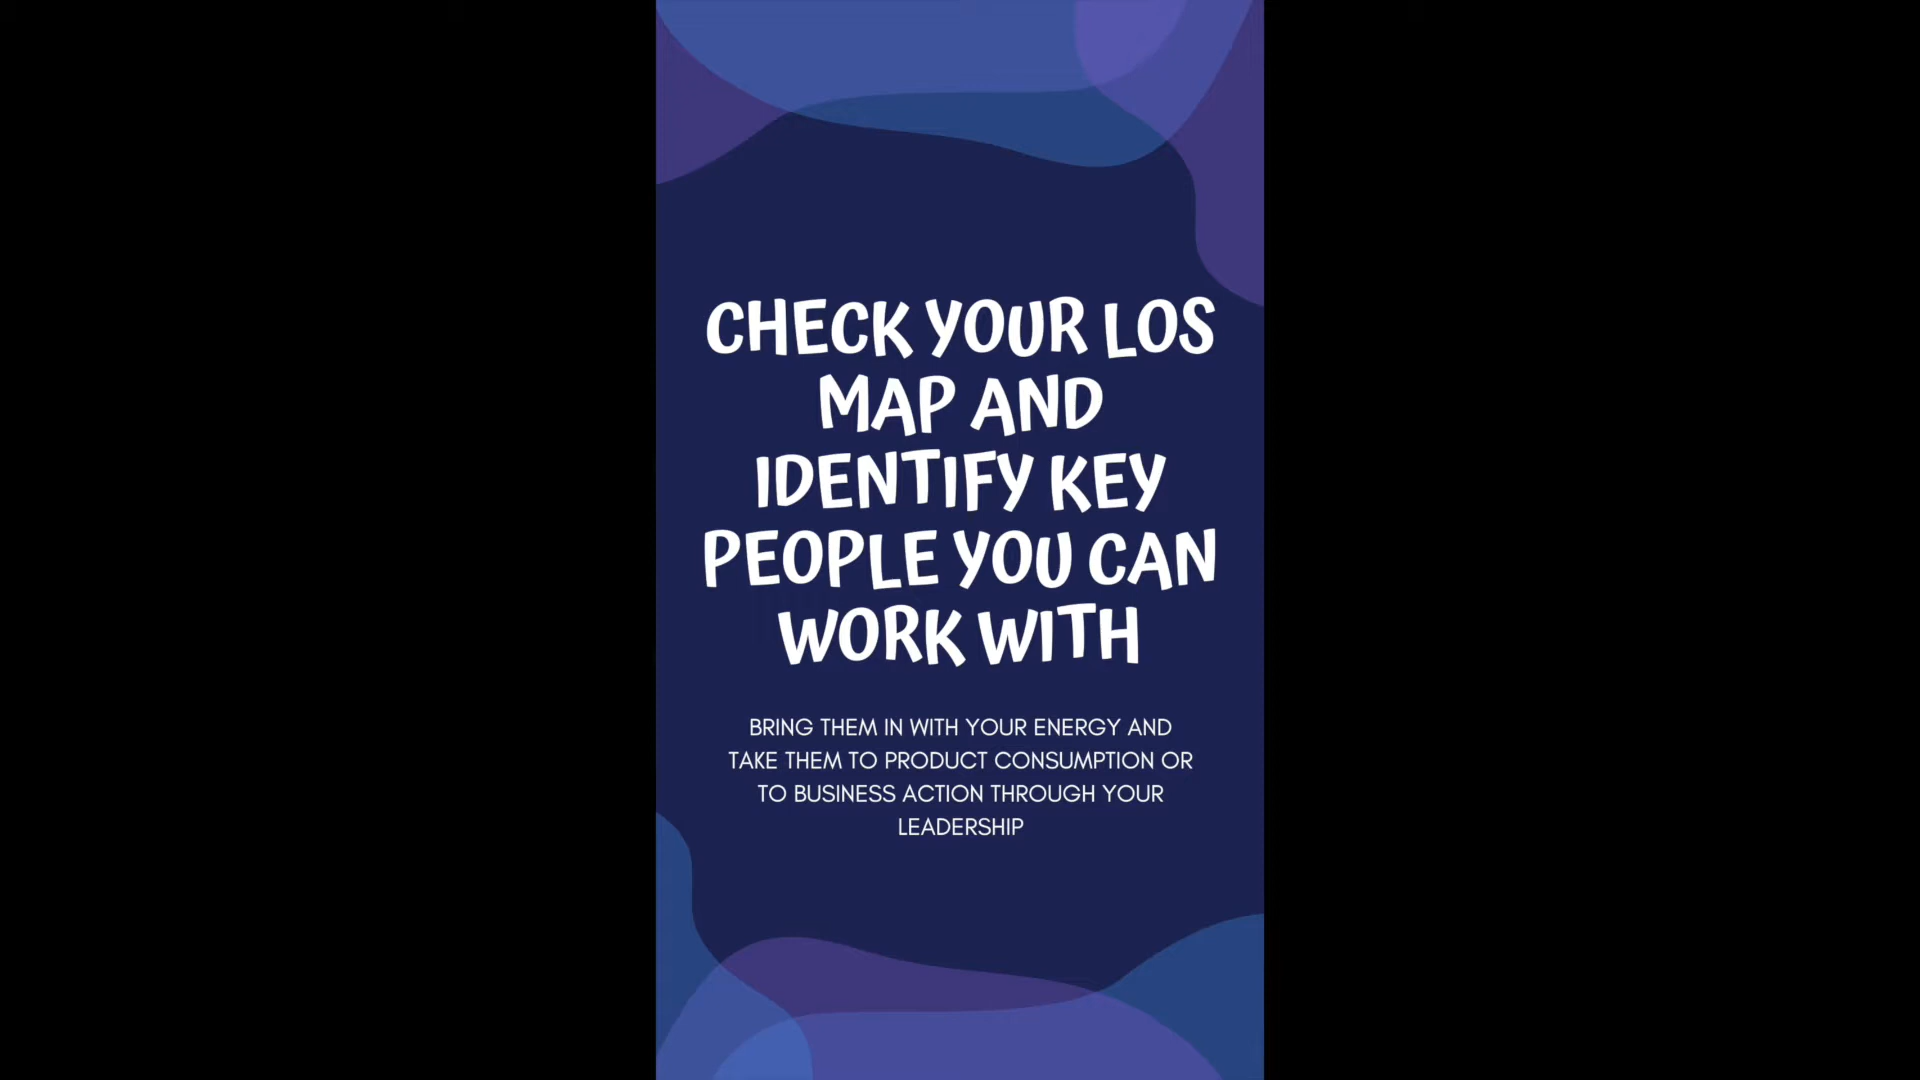 CHECK YOUR LOS
MAP AND
IDENTIFY KEY
PEOPLE YOU CAN
WORK WITH
BRING THEM IN WITH YOUR ENERGY AND
TAKE THEM TO PRODUCT CONSUMPTION OR
TO BUSINESS ACTION THROUGH YOUR
LEADERSHIP